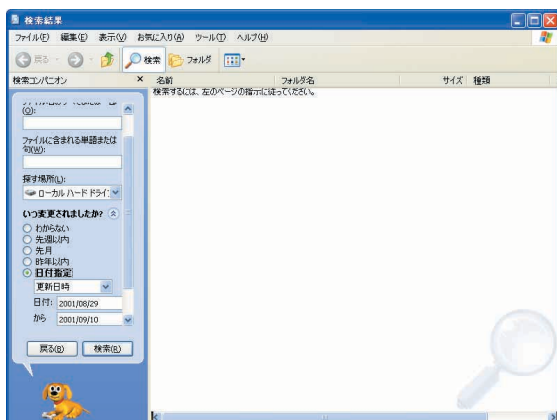 検索結果
ファイル(F) 編集(E) 表示(V) お気に入り(A) ツール(T) ヘルプ(H)
戻る 検索 フォルダ
検索コンパニオン × 名前 フォルダ名 サイズ 種類
検索するには、左のページの指示に従ってください。
(O):
ファイルに含まれる単語または
句(W):
探す場所(L):
ローカル ハード ドライ
いつ変更されましたか?
わからない
先週以内
先月
昨年以内
日付指定
更新日時
日付: 2001/08/29
から 2001/09/10
戻る(B) 検索(R)